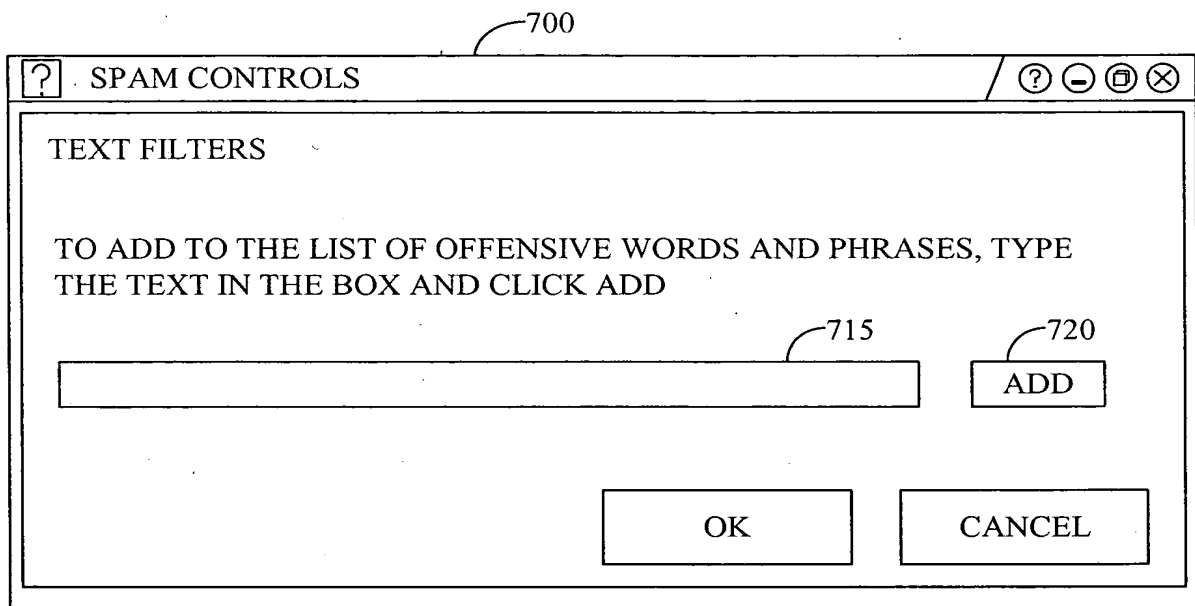 700
? SPAM CONTROLS ?
TEXT FILTERS
TO ADD TO THE LIST OF OFFENSIVE WORDS AND PHRASES, TYPE
THE TEXT IN THE BOX AND CLICK ADD
715 720
ADD
OK CANCEL